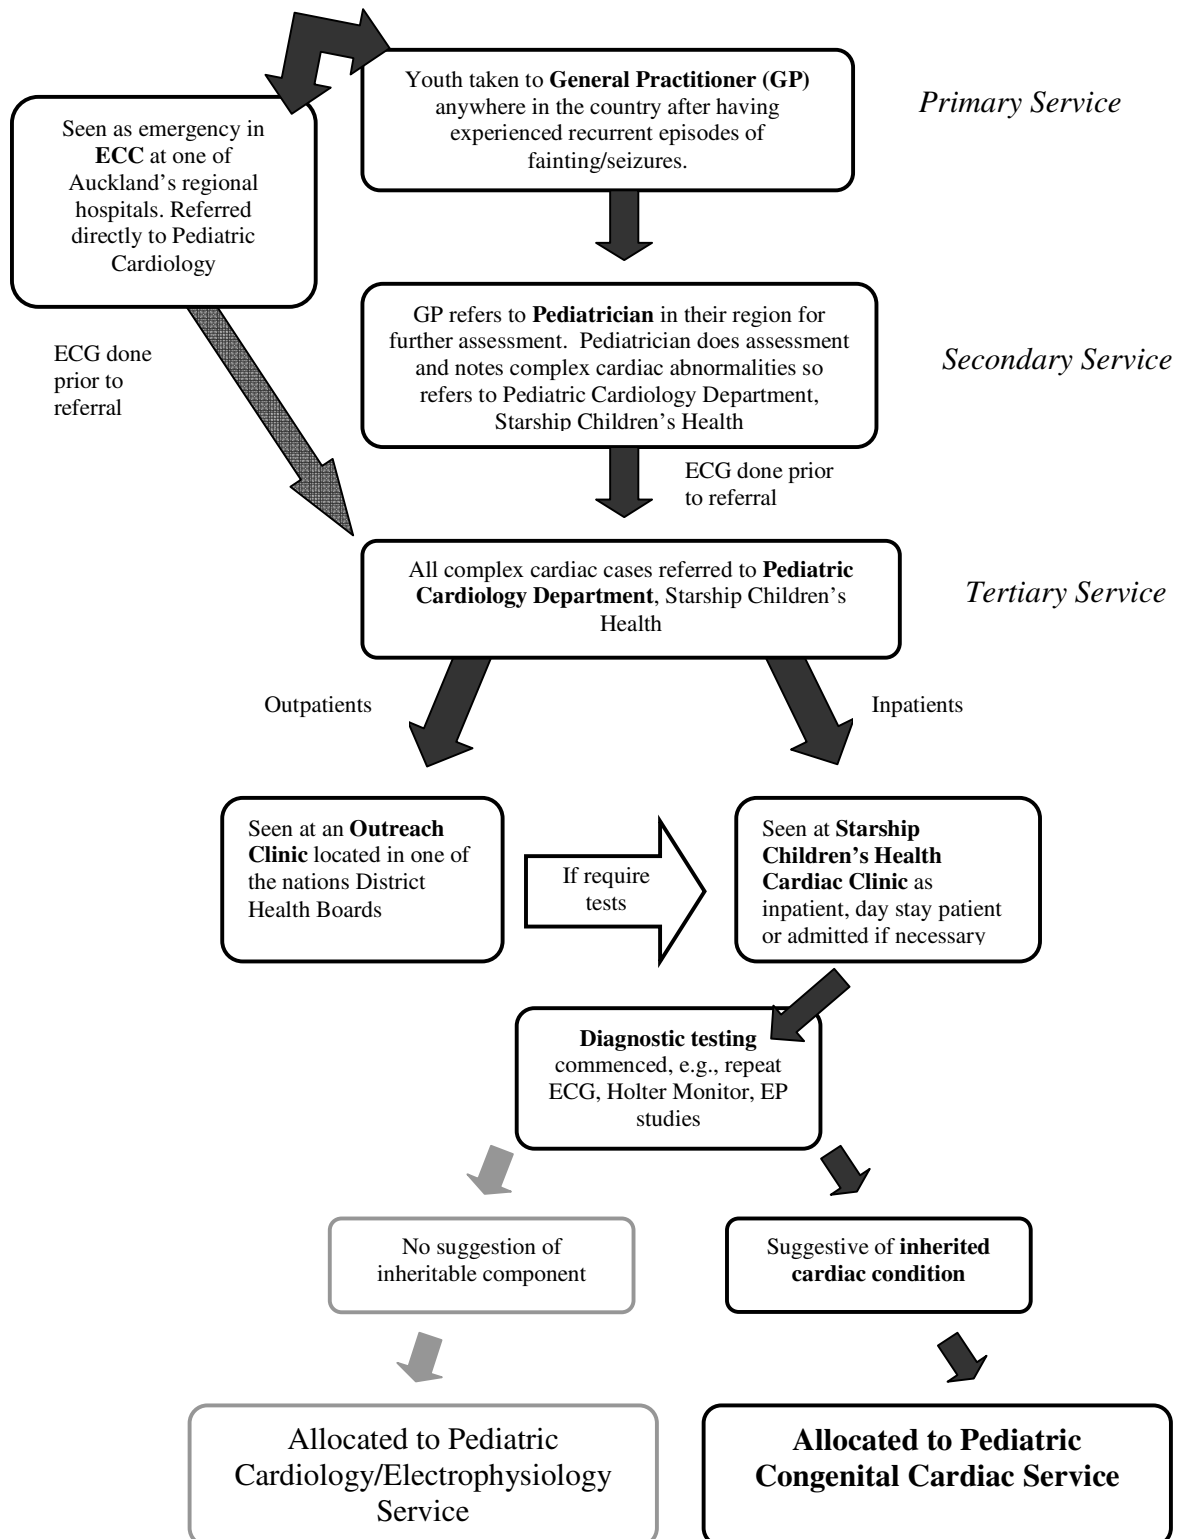 Youth taken to General Practitioner (GP)
anywhere in the country after having
experienced recurrent episodes of
fainting/seizures.
Primary Service
Seen as emergency in
ECC at one of
Auckland’s regional
hospitals. Referred
directly to Pediatric
Cardiology
GP refers to Pediatrician in their region for
further assessment.  Pediatrician does assessment
and notes complex cardiac abnormalities so
refers to Pediatric Cardiology Department,
Starship Children’s Health
Secondary Service
ECG done
prior to
referral
ECG done prior
to referral
All complex cardiac cases referred to Pediatric
Cardiology Department, Starship Children’s
Health
Tertiary Service
Outpatients
Inpatients
Seen at an Outreach
Clinic located in one of
the nations District
Health Boards
If require
tests
Seen at Starship
Children’s Health
Cardiac Clinic as
inpatient, day stay patient
or admitted if necessary
Diagnostic testing
commenced, e.g., repeat
ECG, Holter Monitor, EP
studies
No suggestion of
inheritable component
Suggestive of inherited
cardiac condition
Allocated to Pediatric
Cardiology/Electrophysiology
Service
Allocated to Pediatric
Congenital Cardiac Service